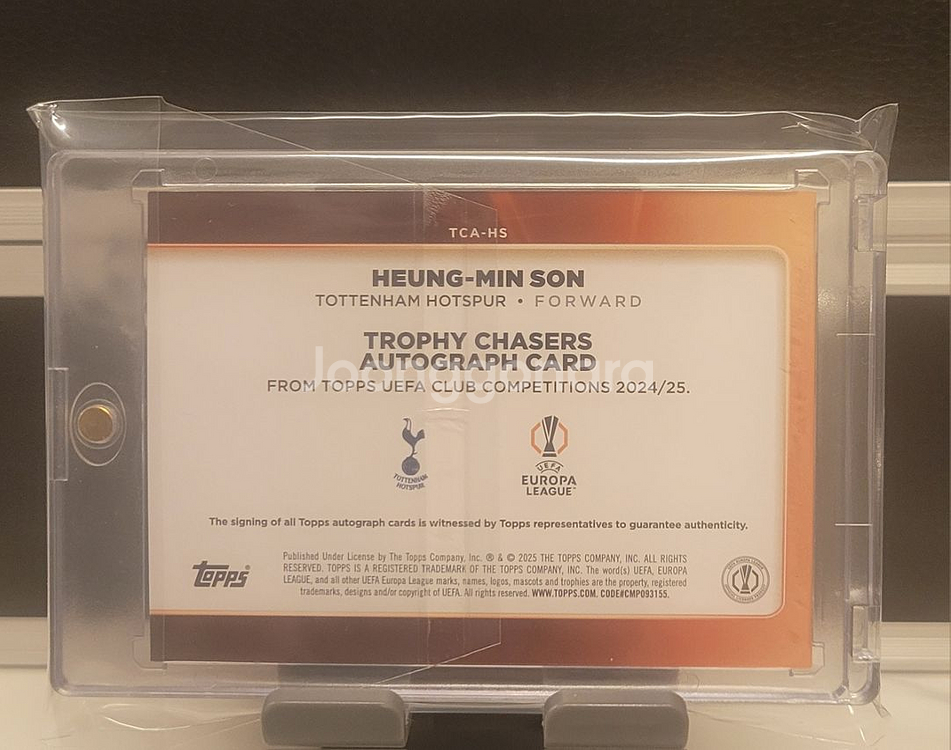 TCA-HS
HEUNG-MIN SON
TOTTENHAM HOTSPUR • FORWARD
TROPHY CHASERS
AUTOGRAPH CARD
FROM TOPPS UEFA CLUB COMPETITIONS 2024/25.
TOTTENHAM
HOTSPUR
UEFA
EUROPA
LEAGUE™
The signing of all Topps autograph cards is witnessed by Topps representatives to guarantee authenticity.
topps®
Published Under License by The Topps Company, Inc. ® & © 2025 THE TOPPS COMPANY, INC. ALL RIGHTS
RESERVED. TOPPS IS A REGISTERED TRADEMARK OF THE TOPPS COMPANY, INC. The word(s) UEFA, EUROPA
LEAGUE, and all other UEFA Europa League marks, names, logos, mascots and trophies are the property, registered
trademarks, designs and/or copyright of UEFA. All rights reserved. WWW.TOPPS.COM. CODE#CMP093155.